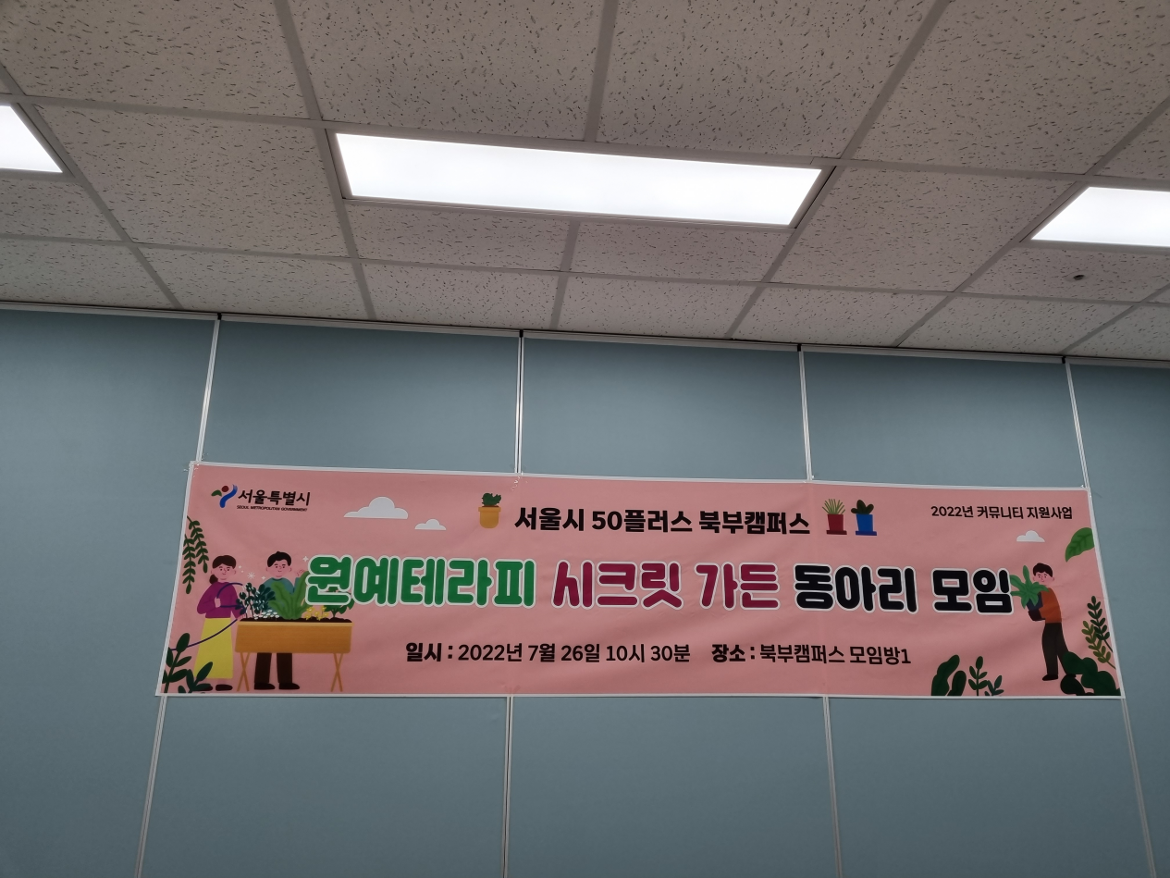 서울특별시
SEOUL METROPOLITAN GOVERNMENT
서울시 50플러스 북부캠퍼스
2022년 커뮤니티 지원사업
원예테라피 시크릿 가든 동아리 모임
일시 : 2022년 7월 26일 10시 30분 장소 : 북부캠퍼스 모임방1